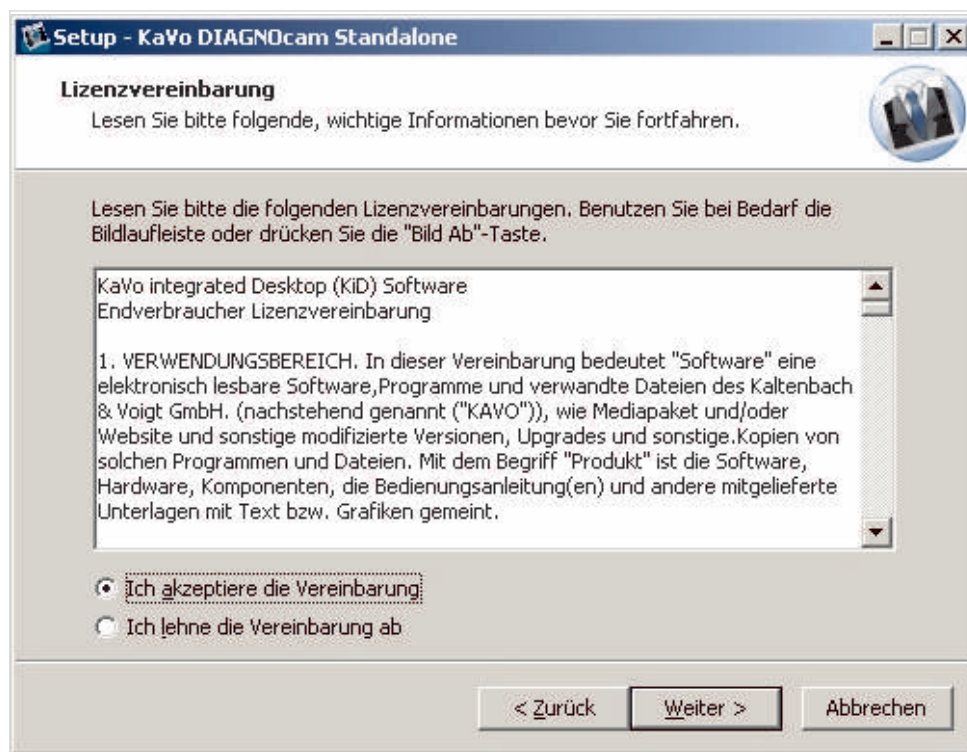 Setup - KaVo DIAGNOcam Standalone
Lizenzvereinbarung
Lesen Sie bitte folgende, wichtige Informationen bevor Sie fortfahren.
Lesen Sie bitte die folgenden Lizenzvereinbarungen. Benutzen Sie bei Bedarf die
Bildlaufleiste oder drücken Sie die "Bild Ab"-Taste.
KaVo integrated Desktop (KiD) Software
Endverbraucher Lizenzvereinbarung
1. VERWENDUNGSBEREICH. In dieser Vereinbarung bedeutet "Software" eine
elektronisch lesbare Software,Programme und verwandte Dateien des Kaltenbach
& Voigt GmbH. (nachstehend genannt ("KAVO")), wie Mediapaket und/oder
Website und sonstige modifizierte Versionen, Upgrades und sonstige.Kopien von
solchen Programmen und Dateien. Mit dem Begriff "Produkt" ist die Software,
Hardware, Komponenten, die Bedienungsanleitung(en) und andere mitgelieferte
Unterlagen mit Text bzw. Grafiken gemeint.
Ich akzeptiere die Vereinbarung
Ich lehne die Vereinbarung ab
< Zurück
Weiter >
Abbrechen